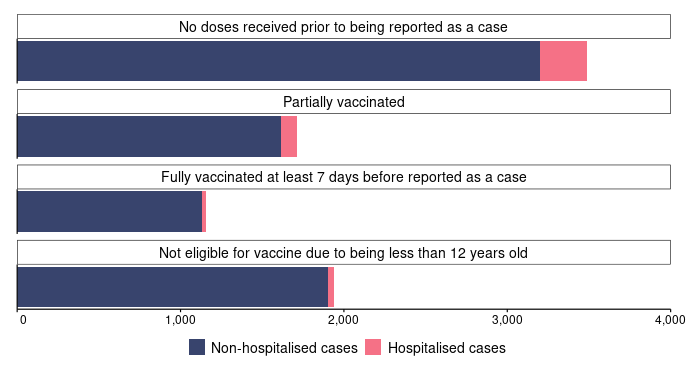 No doses received prior to being reported as a case
Partially vaccinated
Fully vaccinated at least 7 days before reported as a case
Not eligible for vaccine due to being less than 12 years old
0 1,000 2,000 3,000 4,000
Non-hospitalised cases Hospitalised cases